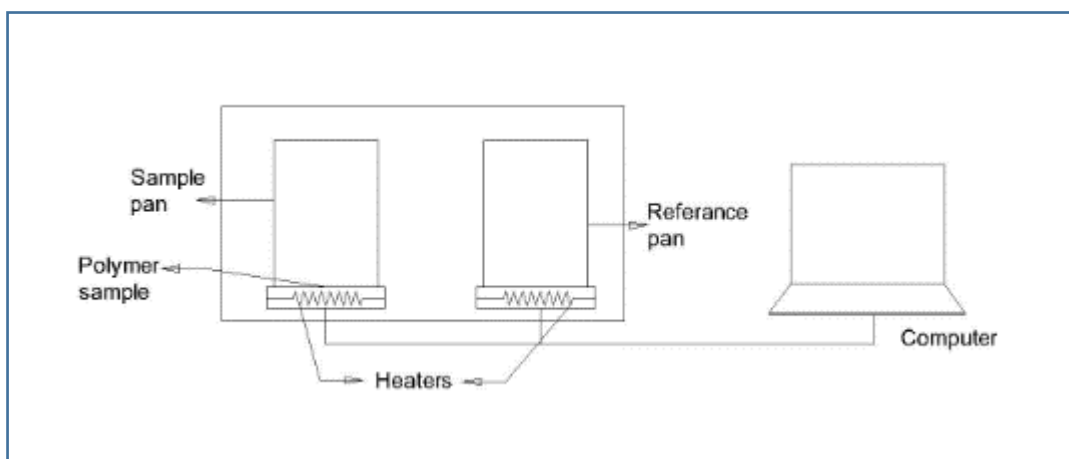 Sample
pan
Referance
pan
Polymer
sample
Computer
Heaters